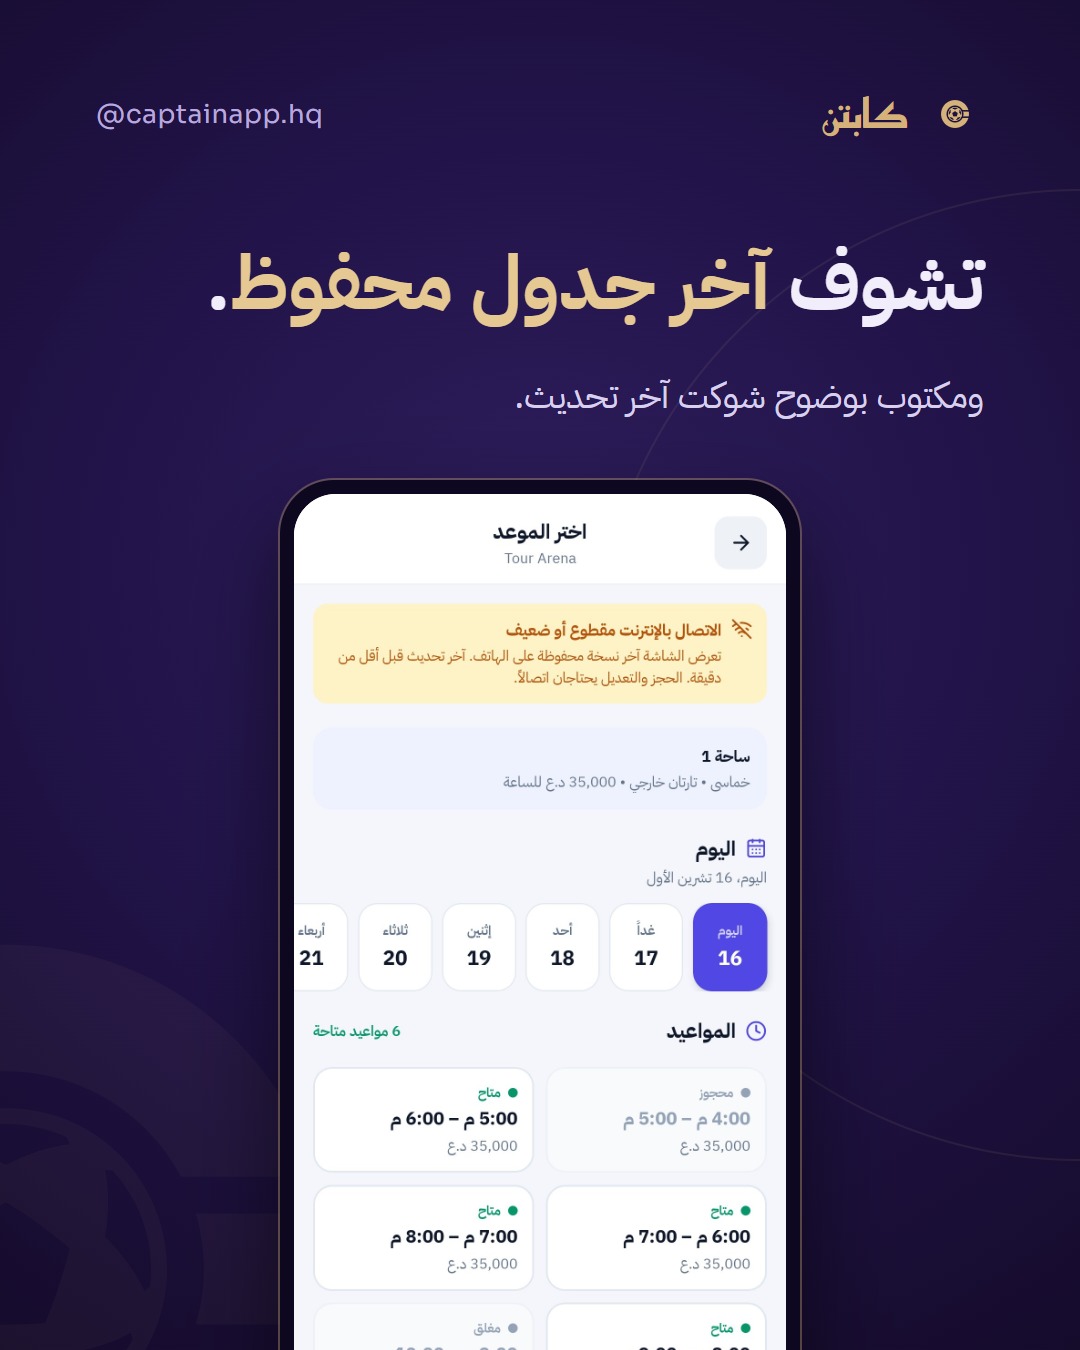 كابتن
@captainapp.hq
تشوف آخر جدول محفوظ.
ومكتوب بوضوح شوكت آخر تحديث.
اختر الموعد
Tour Arena
الاتصال بالإنترنت مقطوع أو ضعيف
تعرض الشاشة آخر نسخة محفوظة على الهاتف. آخر تحديث قبل أقل من
دقيقة. الحجز والتعديل يحتاجان اتصالاً.
ساحة 1
خماسي • تارتان خارجي • 35,000 د.ع للساعة
اليوم
اليوم، 16 تشرين الأول
اليوم غداً أحد إثنين ثلاثاء أربعاء
16 17 18 19 20 21
المواعيد
6 مواعيد متاحة
محجوز
4:00 م – 5:00 م
35,000 د.ع
متاح
5:00 م – 6:00 م
35,000 د.ع
متاح
6:00 م – 7:00 م
35,000 د.ع
متاح
7:00 م – 8:00 م
35,000 د.ع
متاح
مغلق